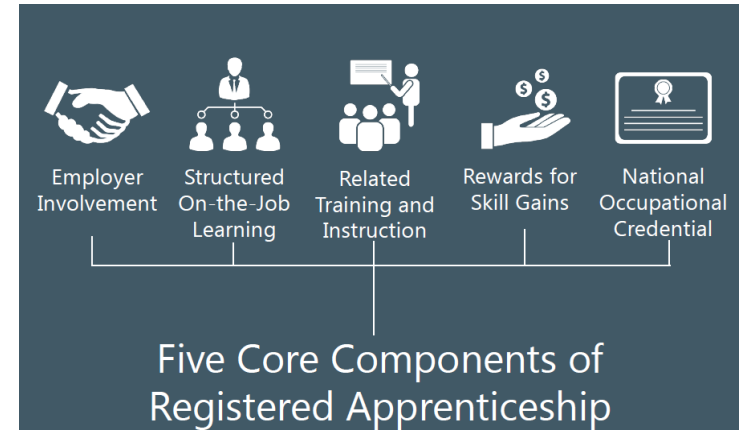 Employer
Involvement
Structured
On-the-Job
Learning
Related
Training and
Instruction
Rewards for
Skill Gains
National
Occupational
Credential
Five Core Components of
Registered Apprenticeship